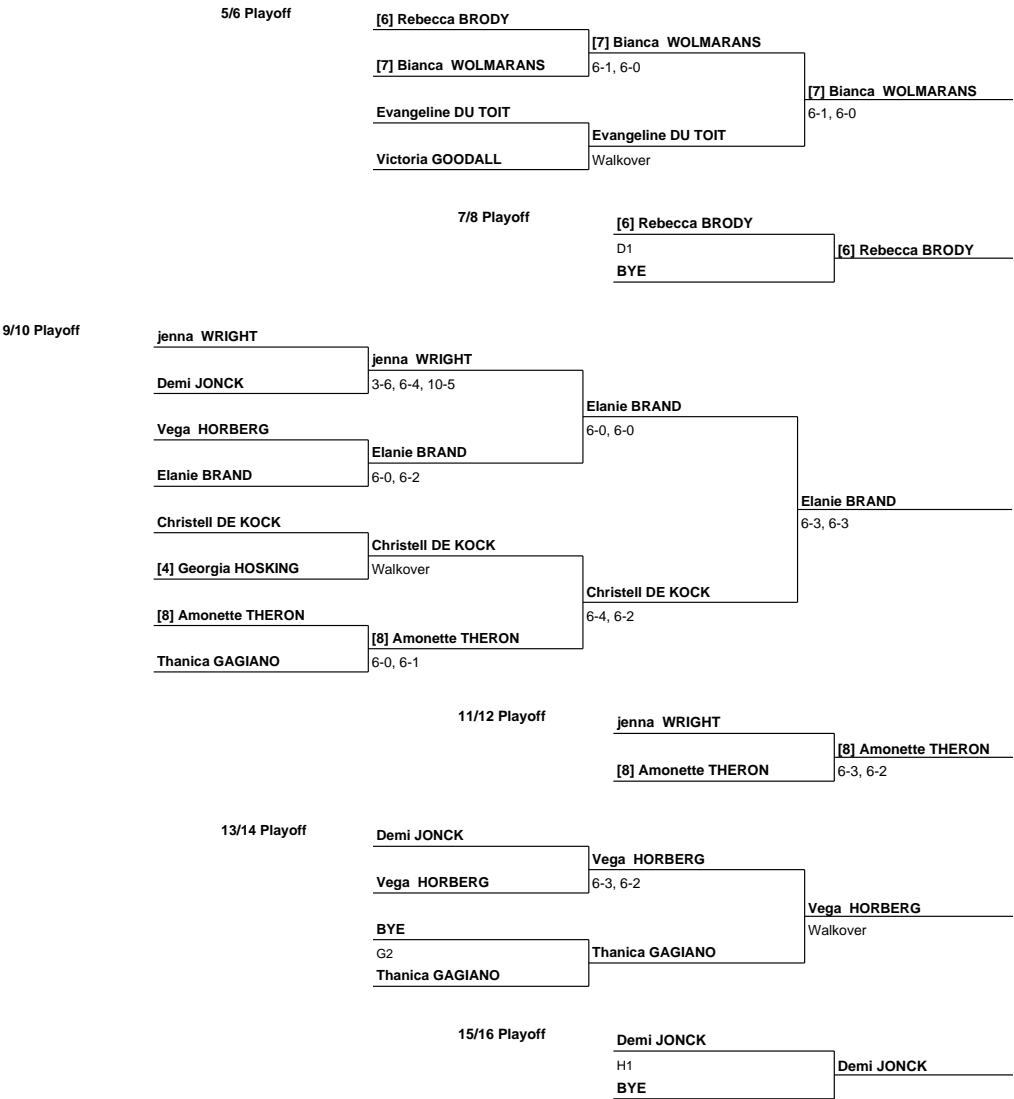 5/6 Playoff
[6] Rebecca BRODY
[7] Bianca WOLMARANS
[7] Bianca WOLMARANS
6-1, 6-0
[7] Bianca WOLMARANS
6-1, 6-0
Evangeline DU TOIT
Evangeline DU TOIT
Victoria GOODALL
Walkover
7/8 Playoff
[6] Rebecca BRODY
D1
[6] Rebecca BRODY
BYE
9/10 Playoff
jenna WRIGHT
jenna WRIGHT
Demi JONCK
3-6, 6-4, 10-5
Elanie BRAND
6-0, 6-0
Vega HORBERG
Elanie BRAND
Elanie BRAND
6-0, 6-2
Elanie BRAND
6-3, 6-3
Christell DE KOCK
Christell DE KOCK
[4] Georgia HOSKING
Walkover
Christell DE KOCK
6-4, 6-2
[8] Amonette THERON
[8] Amonette THERON
Thanica GAGIANO
6-0, 6-1
11/12 Playoff
jenna WRIGHT
[8] Amonette THERON
[8] Amonette THERON
6-3, 6-2
13/14 Playoff
Demi JONCK
Vega HORBERG
Vega HORBERG
6-3, 6-2
Vega HORBERG
Walkover
BYE
G2
Thanica GAGIANO
Thanica GAGIANO
15/16 Playoff
Demi JONCK
H1
Demi JONCK
BYE